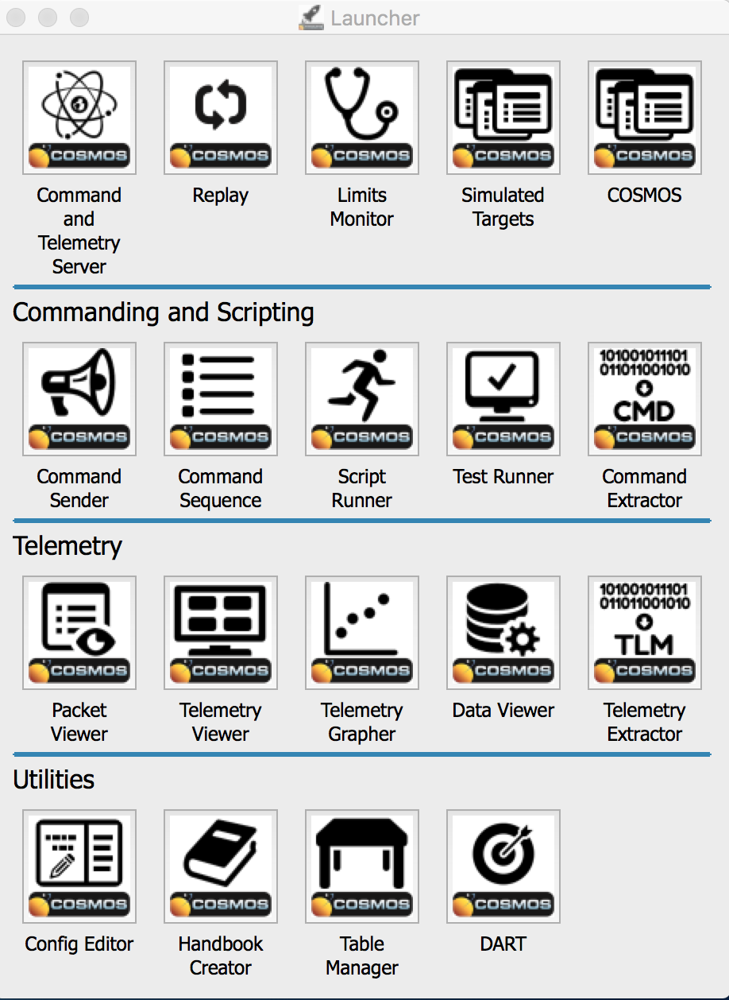 Launcher
COSMOS COSMOS COSMOS COSMOS COSMOS
Command Replay Limits Simulated COSMOS
and Monitor Targets
Telemetry
Server
Commanding and Scripting
101001011101
011011001010
CMD
COSMOS COSMOS COSMOS COSMOS COSMOS
Command Command Script Test Runner Command
Sender Sequence Runner Extractor
Telemetry
101001011101
011011001010
TLM
COSMOS COSMOS COSMOS COSMOS COSMOS
Packet Telemetry Telemetry Data Viewer Telemetry
Viewer Viewer Grapher Extractor
Utilities
COSMOS COSMOS COSMOS COSMOS
Config Editor Handbook Table DART
Creator Manager